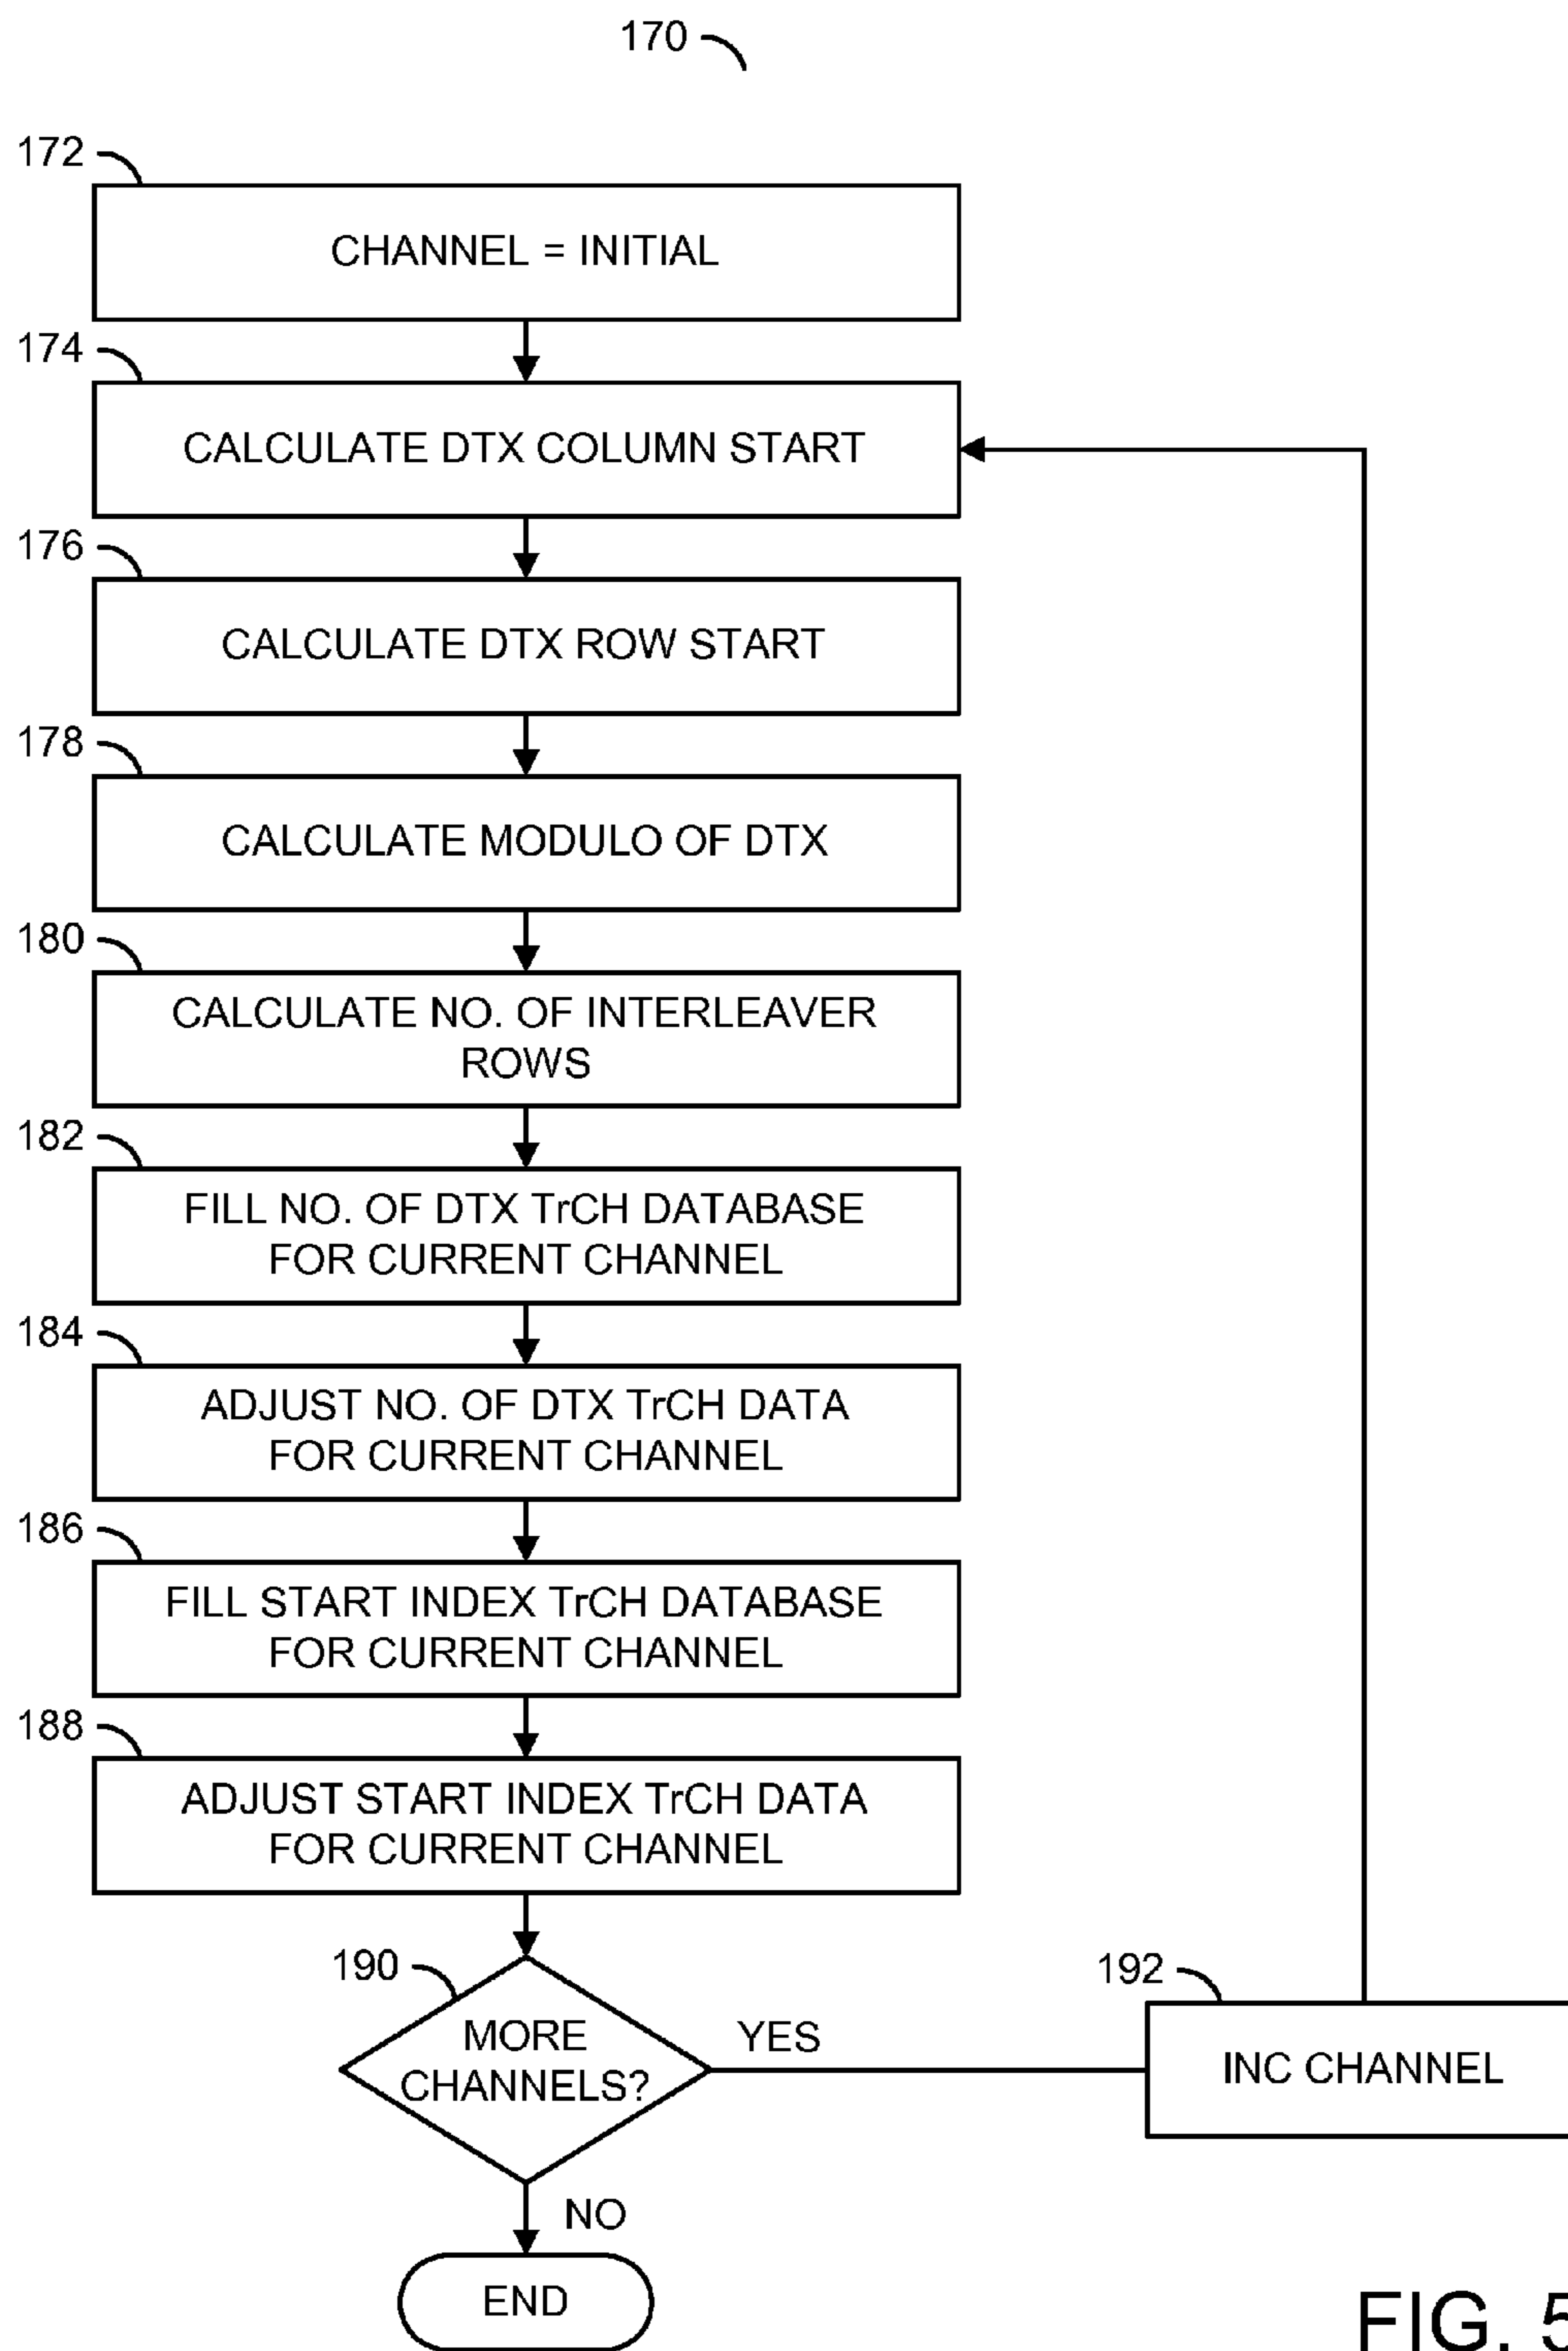 170
172
CHANNEL = INITIAL
174
CALCULATE DTX COLUMN START
176
CALCULATE DTX ROW START
178
CALCULATE MODULO OF DTX
180
CALCULATE NO. OF INTERLEAVER
ROWS
182
FILL NO. OF DTX TrCH DATABASE
FOR CURRENT CHANNEL
184
ADJUST NO. OF DTX TrCH DATA
FOR CURRENT CHANNEL
186
FILL START INDEX TrCH DATABASE
FOR CURRENT CHANNEL
188
ADJUST START INDEX TrCH DATA
FOR CURRENT CHANNEL
190
MORE
CHANNELS?
YES
192
INC CHANNEL
NO
END
FIG. 5